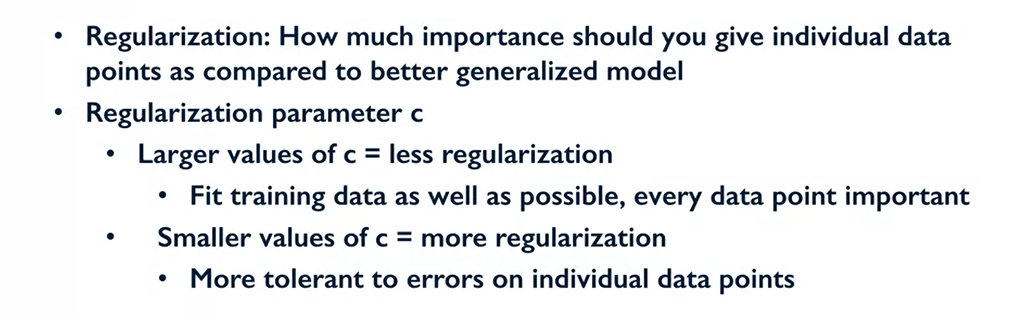 • Regularization: How much importance should you give individual data
points as compared to better generalized model
• Regularization parameter c
• Larger values of c = less regularization
• Fit training data as well as possible, every data point important
• Smaller values of c = more regularization
• More tolerant to errors on individual data points